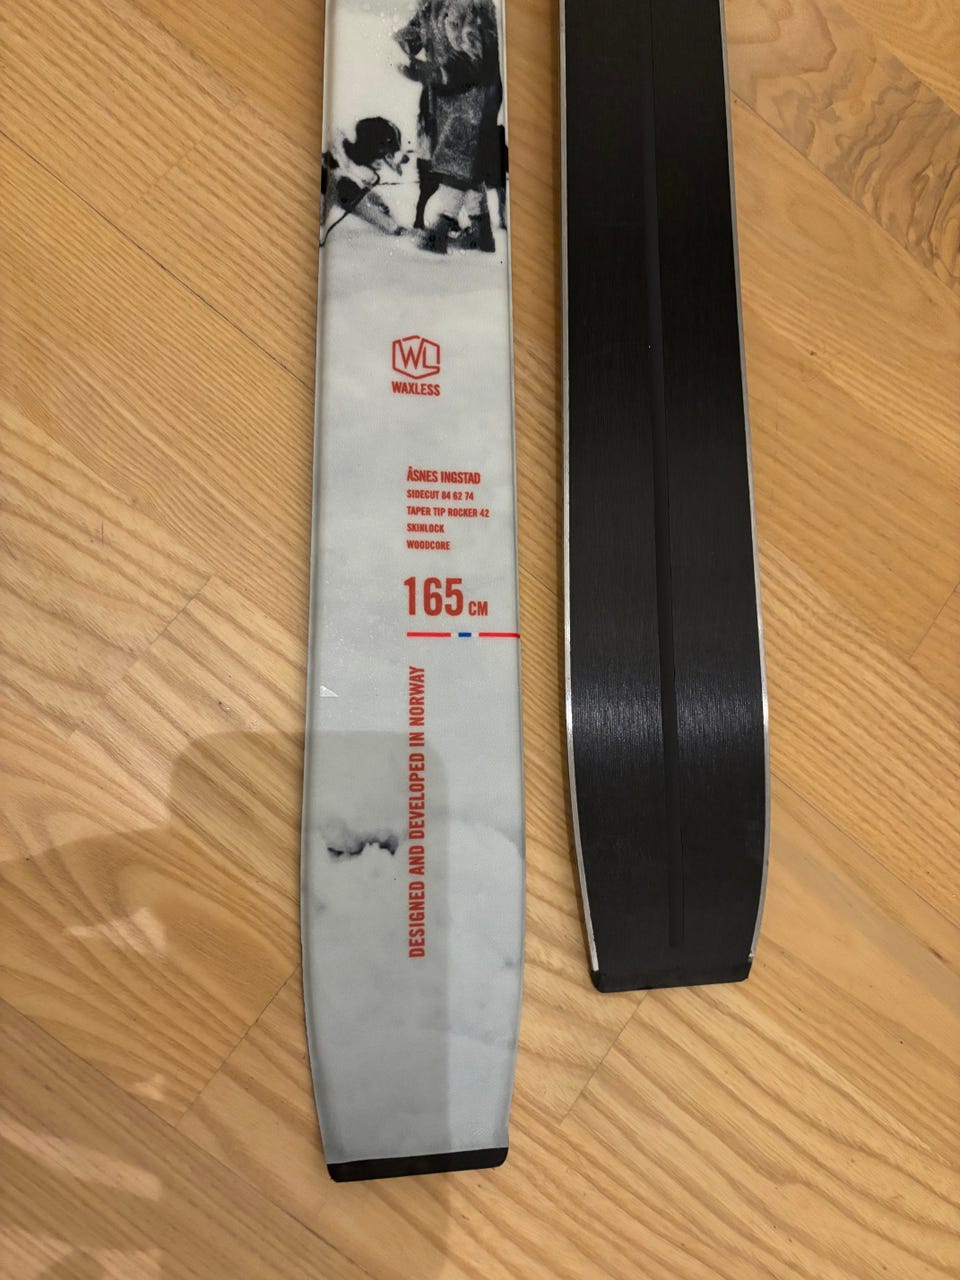 WL
WAXLESS
ÅSNES INGSTAD
SIDECUT 84 62 74
TAPER TIP ROCKER 42
SKINLOCK
WOODCORE
165 CM
DESIGNED AND DEVELOPED IN NORWAY